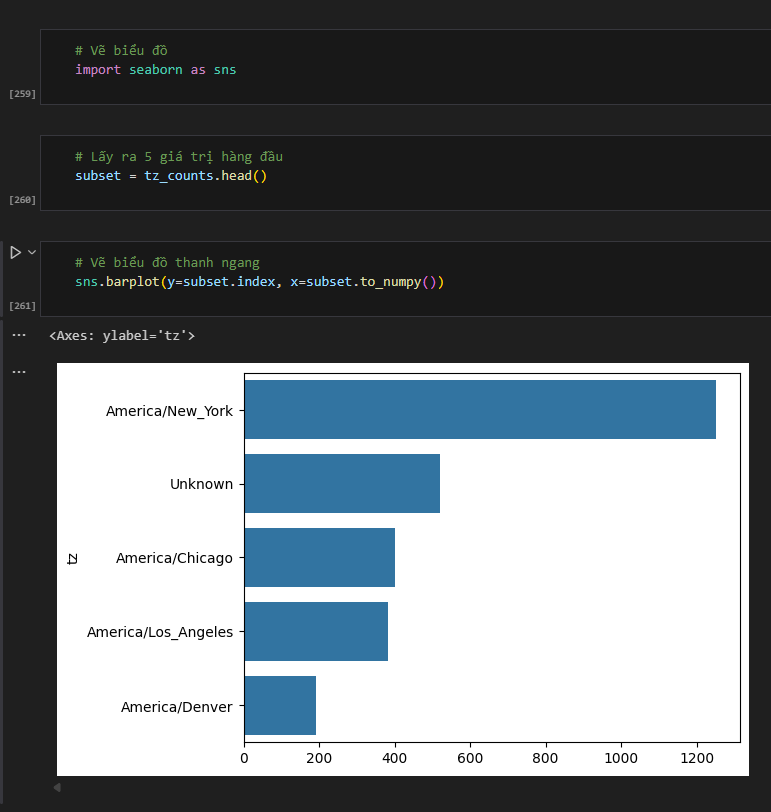 # Vẽ biểu đồ
import seaborn as sns
[259]
# Lấy ra 5 giá trị hàng đầu
subset = tz_counts.head()
[260]
# Vẽ biểu đồ thanh ngang
sns.barplot(y=subset.index, x=subset.to_numpy())
[261]
<Axes: ylabel='tz'>
America/New_York
Unknown
tz
America/Chicago
America/Los_Angeles
America/Denver
0 200 400 600 800 1000 1200